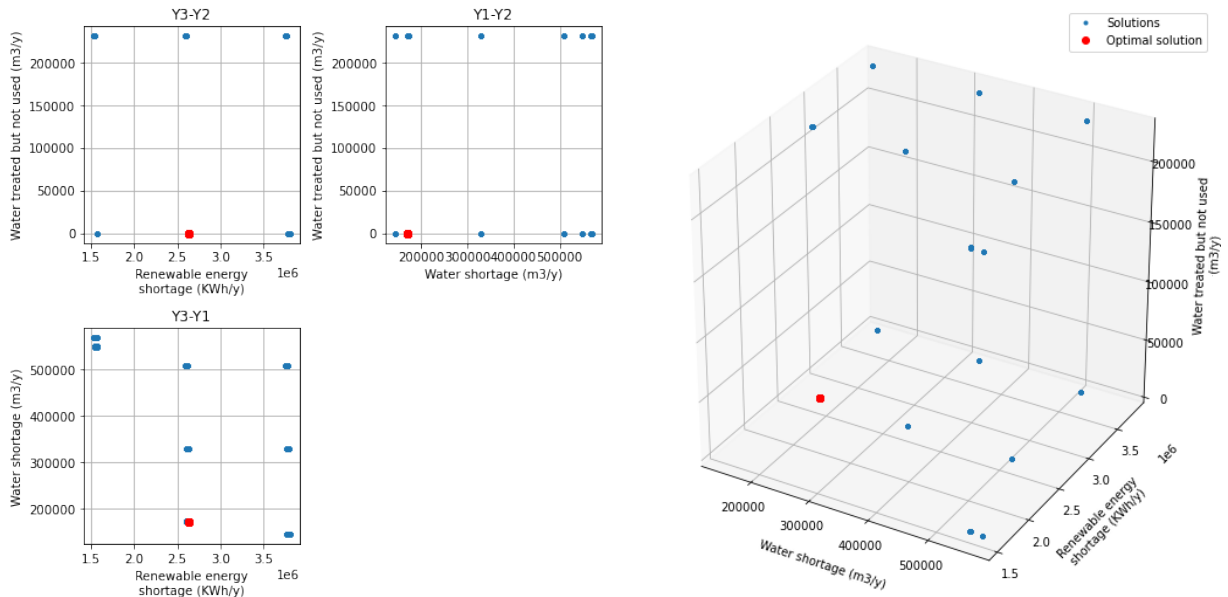 Y3-Y2
Water treated but not used (m3/y)
200000
150000
100000
50000
0
1.5 2.0 2.5 3.0 3.5
1e6
Renewable energy
shortage (KWh/y)
Y1-Y2
Water treated but not used (m3/y)
200000
150000
100000
50000
0
200000 300000 400000 500000
Water shortage (m3/y)
Y3-Y1
Water shortage (m3/y)
500000
400000
300000
200000
1.5 2.0 2.5 3.0 3.5
1e6
Renewable energy
shortage (KWh/y)
Solutions
Optimal solution
200000
150000
100000
50000
0
Water treated but not used
(m3/y)
3.5
3.0
2.5
2.0
1.5
1e6
Renewable energy
shortage (KWh/y)
200000
300000
400000
500000
Water shortage (m3/y)